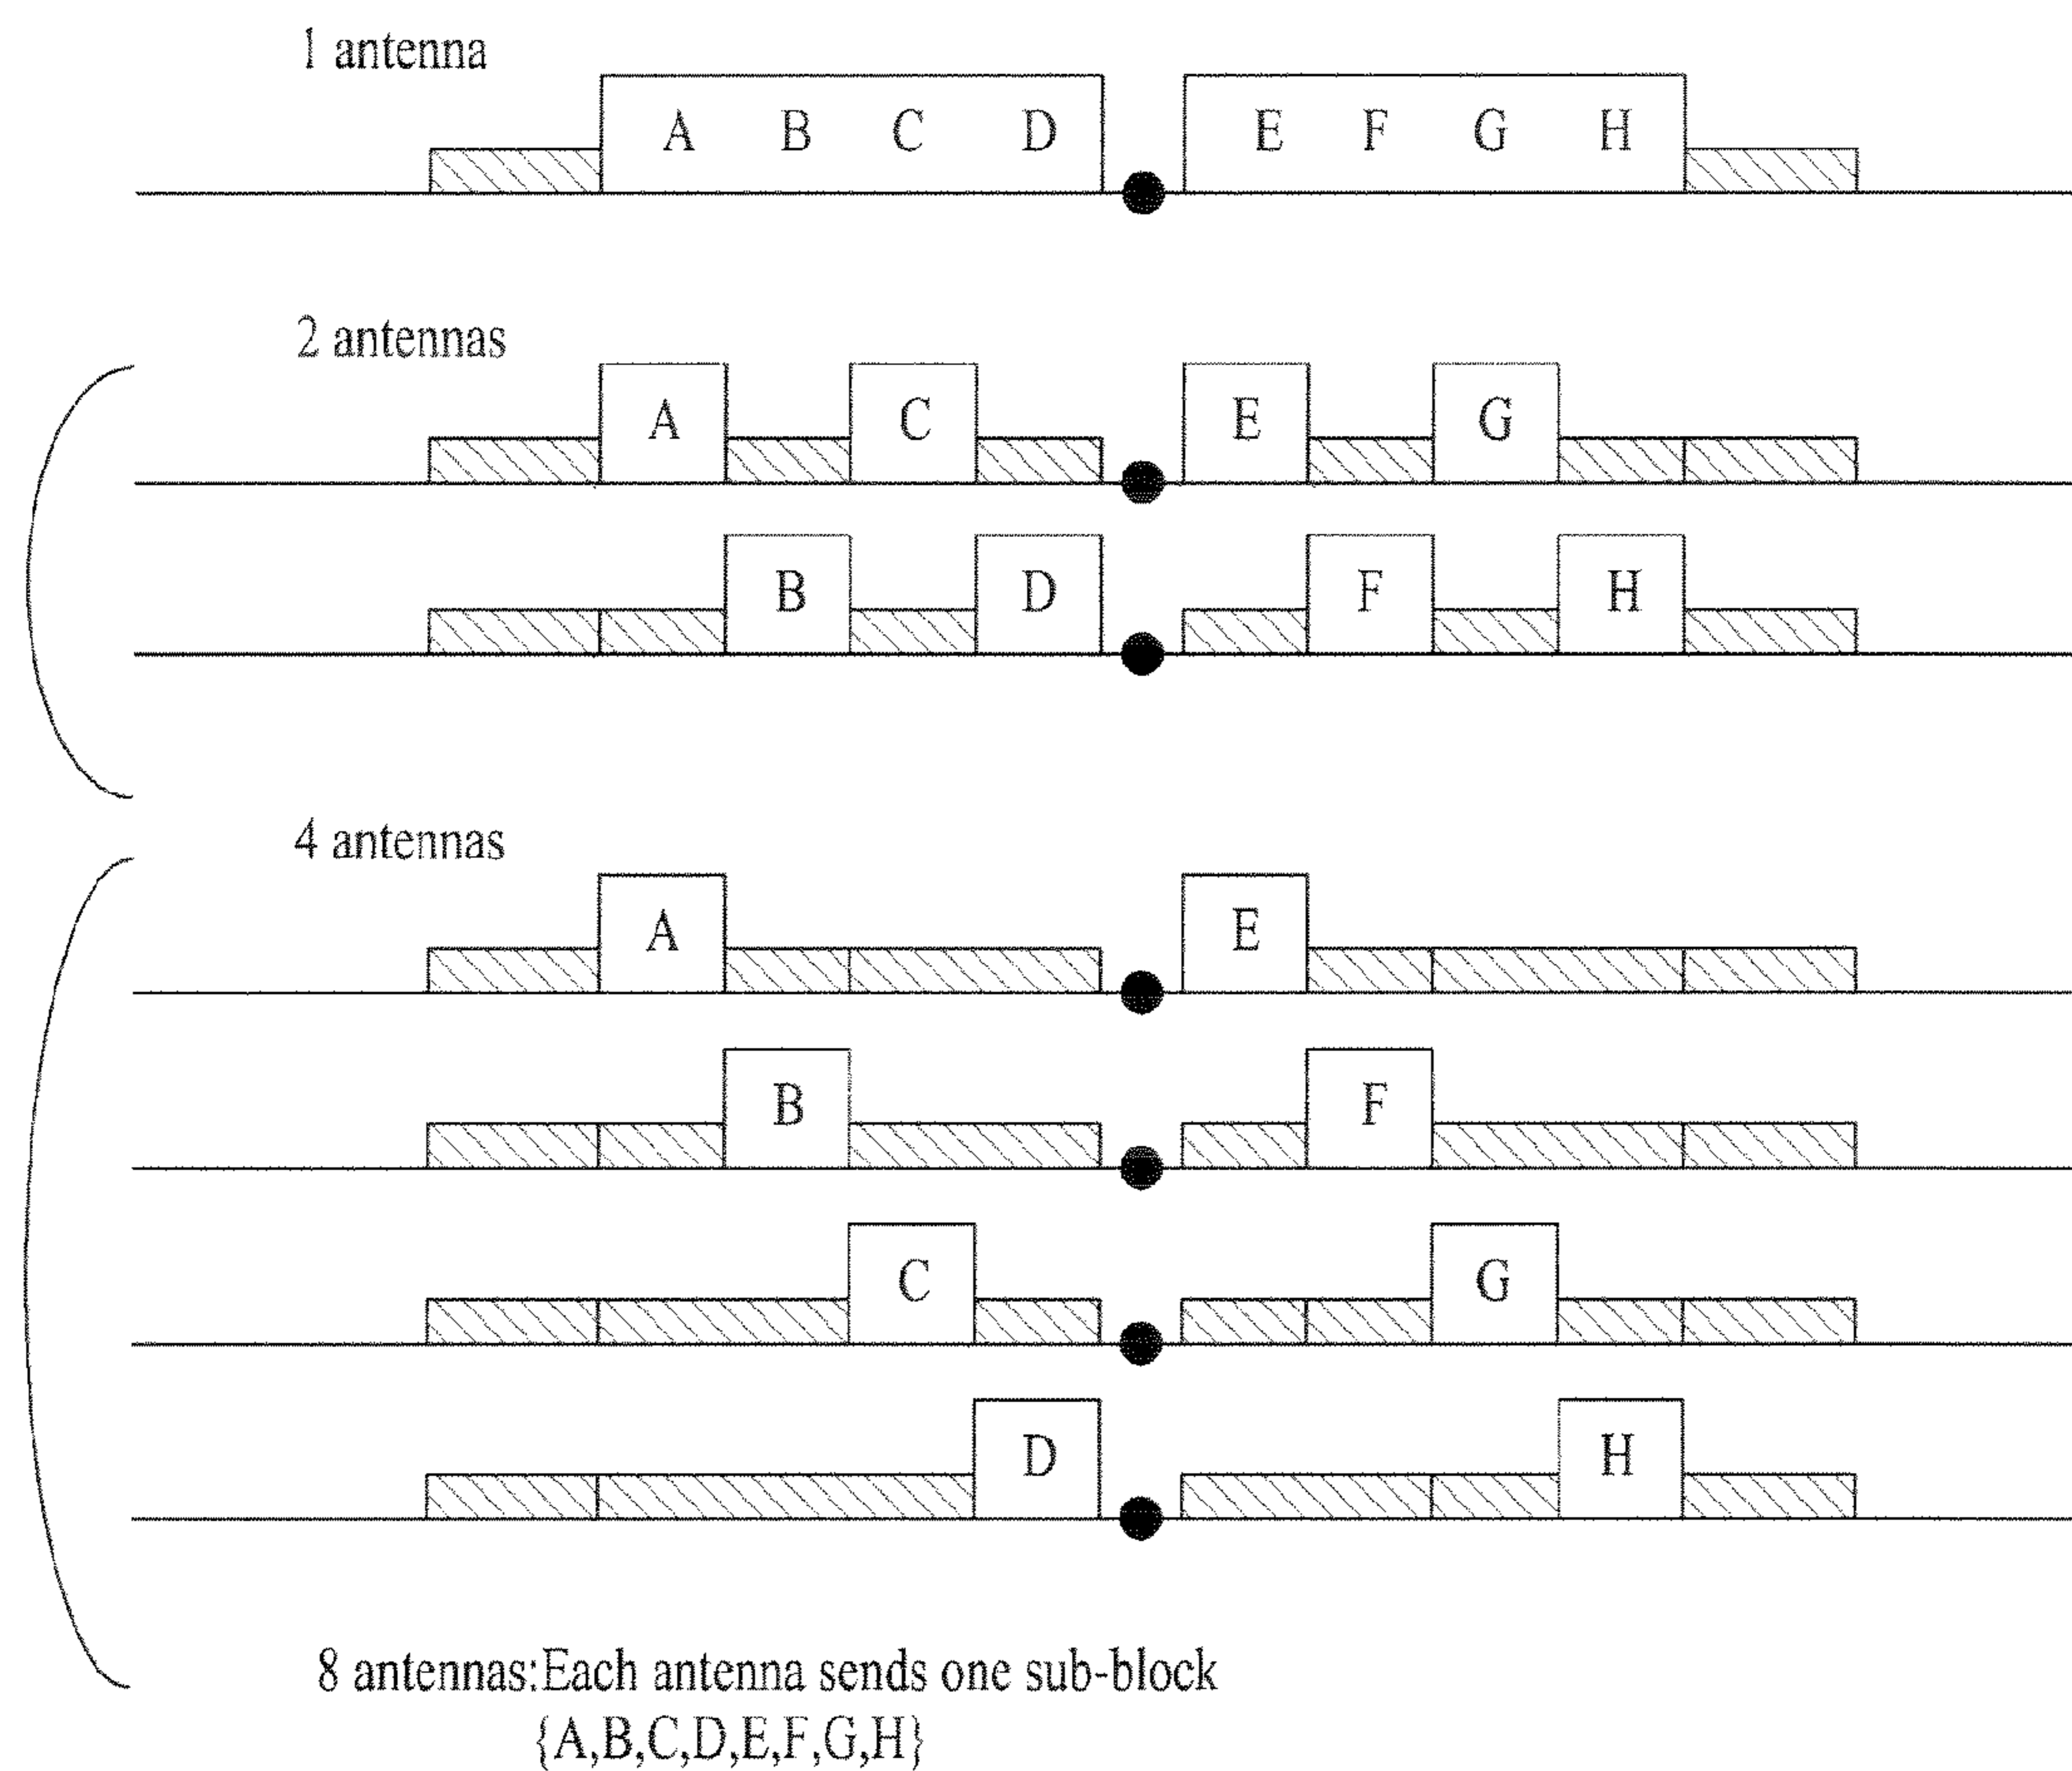 1 antenna
A B C D E F G H
2 antennas
A C E G
B D F H
4 antennas
A E
B F
C G
D H
8 antennas:Each antenna sends one sub-block
{A,B,C,D,E,F,G,H}